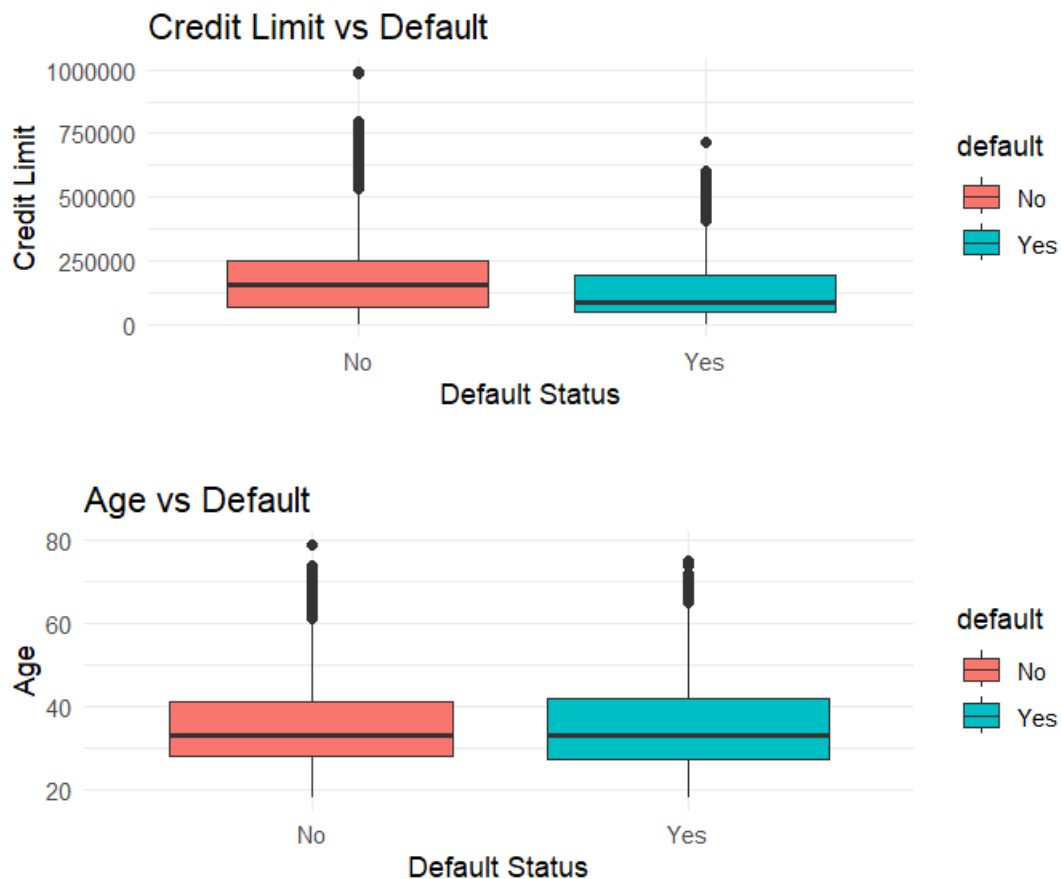 Credit Limit vs Default
1000000
750000
500000
250000
0
Credit Limit
No
Yes
Default Status
default
No
Yes
Age vs Default
80
60
40
20
Age
No
Yes
Default Status
default
No
Yes